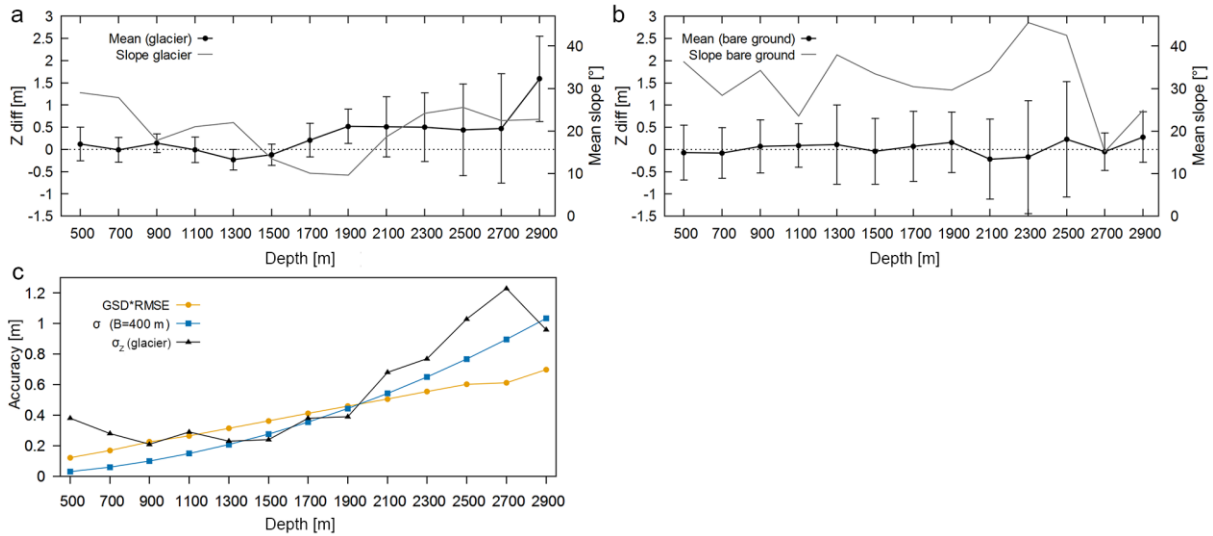 a
3
2.5
2
1.5
1
0.5
0
-0.5
-1
-1.5
Z diff [m]
Mean (glacier)
Slope glacier
40
30
20
10
0
Mean slope [°]
500 700 900 1100 1300 1500 1700 1900 2100 2300 2500 2700 2900
Depth [m]
b
3
2.5
2
1.5
1
0.5
0
-0.5
-1
-1.5
Z diff [m]
Mean (bare ground)
Slope bare ground
40
30
20
10
0
Mean slope [°]
500 700 900 1100 1300 1500 1700 1900 2100 2300 2500 2700 2900
Depth [m]
c
1.2
1
0.8
0.6
0.4
0.2
0
Accuracy [m]
GSD*RMSE
σ (B=400 m)
σZ (glacier)
500 700 900 1100 1300 1500 1700 1900 2100 2300 2500 2700 2900
Depth [m]